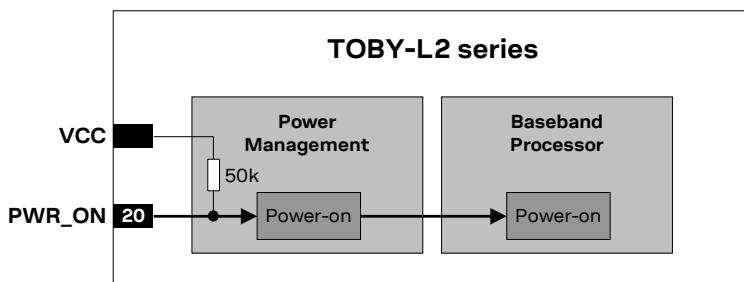 TOBY-L2 series
Power
Management
Baseband
Processor
VCC
50k
PWR_ON 20 Power-on Power-on